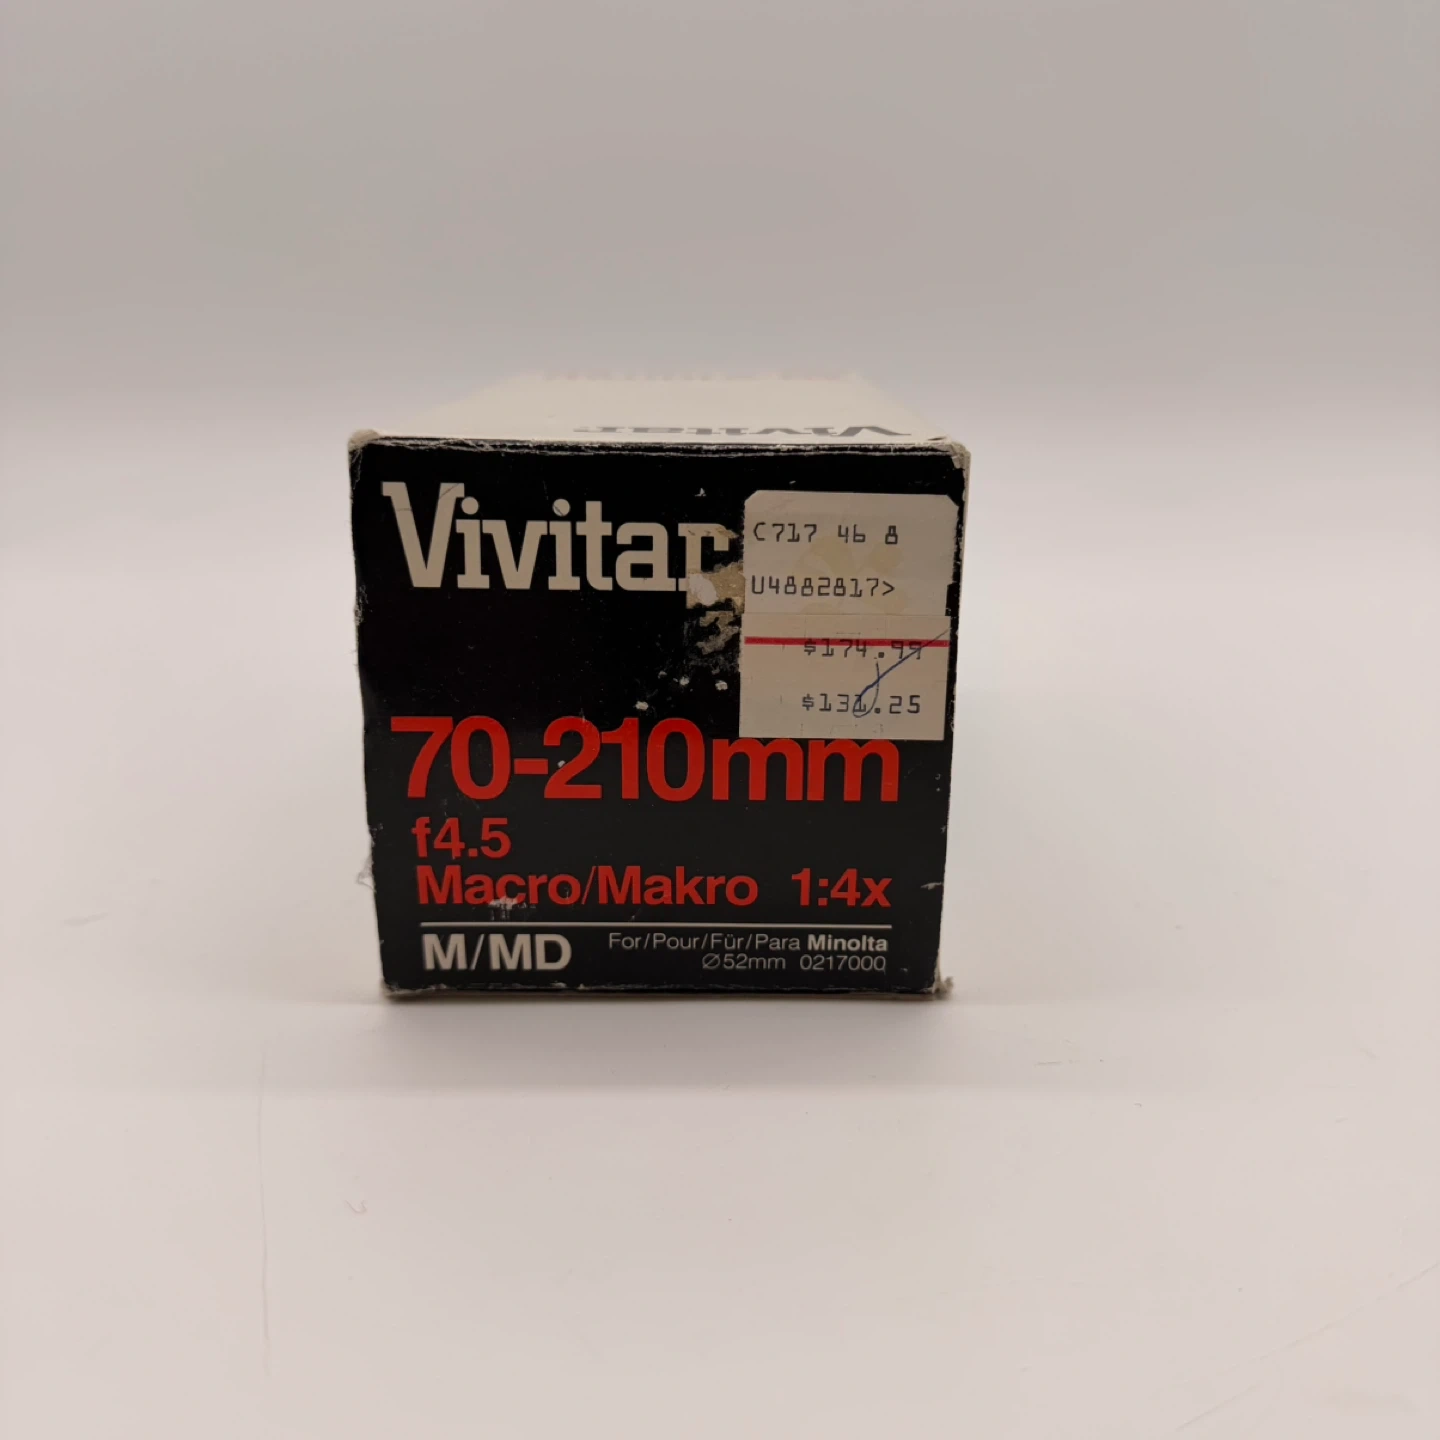 Vivitar
Vivitar
C717 46 8
U4882817>
$174.99
$131.25
70-210mm
f4.5
Macro/Makro 1:4x
M/MD
For/Pour/Für/Para Minolta
Ø52mm 0217000